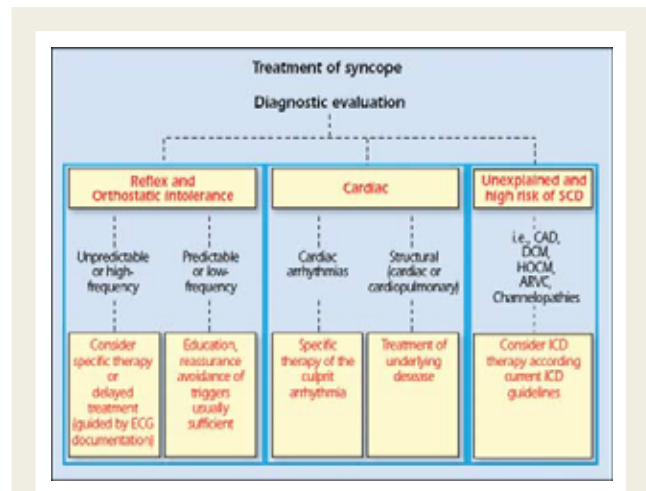 Treatment of syncope
Diagnostic evaluation
Reflex and
Orthostatic intolerance
Cardiac
Unexplained and
high risk of SCD
Unpredictable
or high-
frequency
Predictable
or low-
frequency
Cardiac
arrhythmias
Structural
(cardiac or
cardiopulmonary)
i.e., CAD,
DCM,
HOCM,
ARVC,
Channelopathies
Consider
specific therapy
or
delayed
treatment
(guided by ECG
documentation)
Education,
reassurance
avoidance of
triggers
usually
sufficient
Specific
therapy of the
culprit
arrhythmia
Treatment of
underlying
desease
Consider ICD
therapy according
current ICD
guidelines